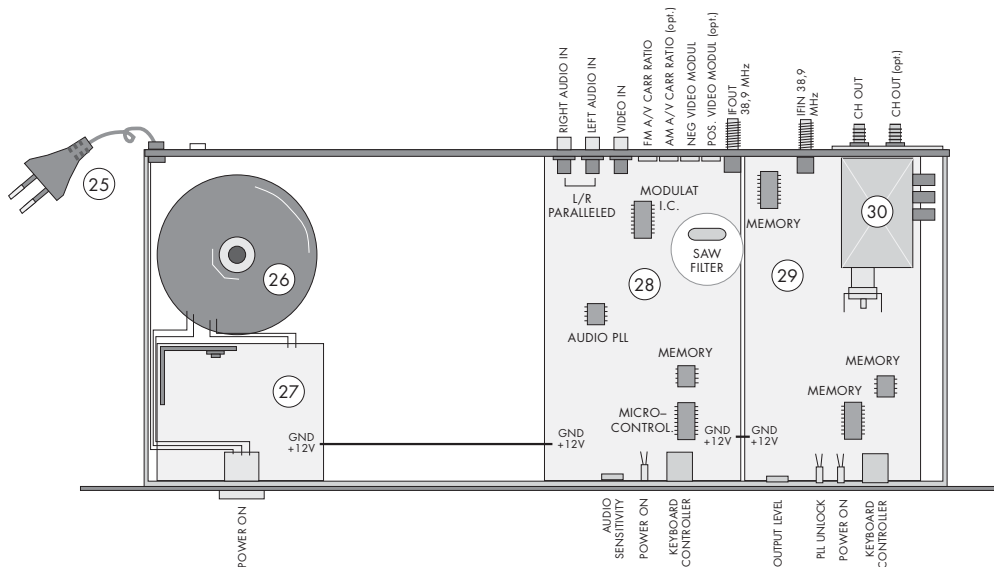 RIGHT AUDIO IN
LEFT AUDIO IN
VIDEO IN
FM A/V CARR RATIO
AM A/V CARR RATIO (opt.)
NEG VIDEO MODUL
POS. VIDEO MODUL (opt.)
IFOUT
38,9 MHz
IFIN 38,9
MHz
CH OUT
CH OUT (opt.)
25
L/R
PARALLELED
MODULAT
I.C.
MEMORY
30
SAW
FILTER
26
28
29
AUDIO PLL
MEMORY
MEMORY
27
MEMORY
MICRO–
CONTROL.
GND
+12V
GND
+12V
GND
+12V
GND
+12V
POWER ON
AUDIO
SENSITIVITY
POWER ON
KEYBOARD
CONTROLLER
OUTPUT LEVEL
PLL UNLOCK
POWER ON
KEYBOARD
CONTROLLER